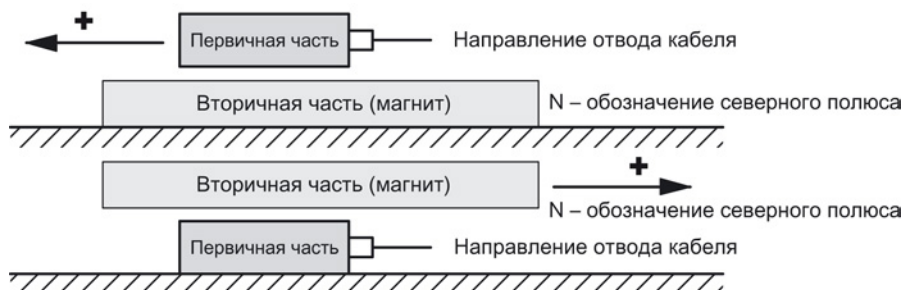 + Первичная часть Направление отвода кабеля
Вторичная часть (магнит) N – обозначение северного полюса
Вторичная часть (магнит) +
N – обозначение северного полюса
Первичная часть Направление отвода кабеля